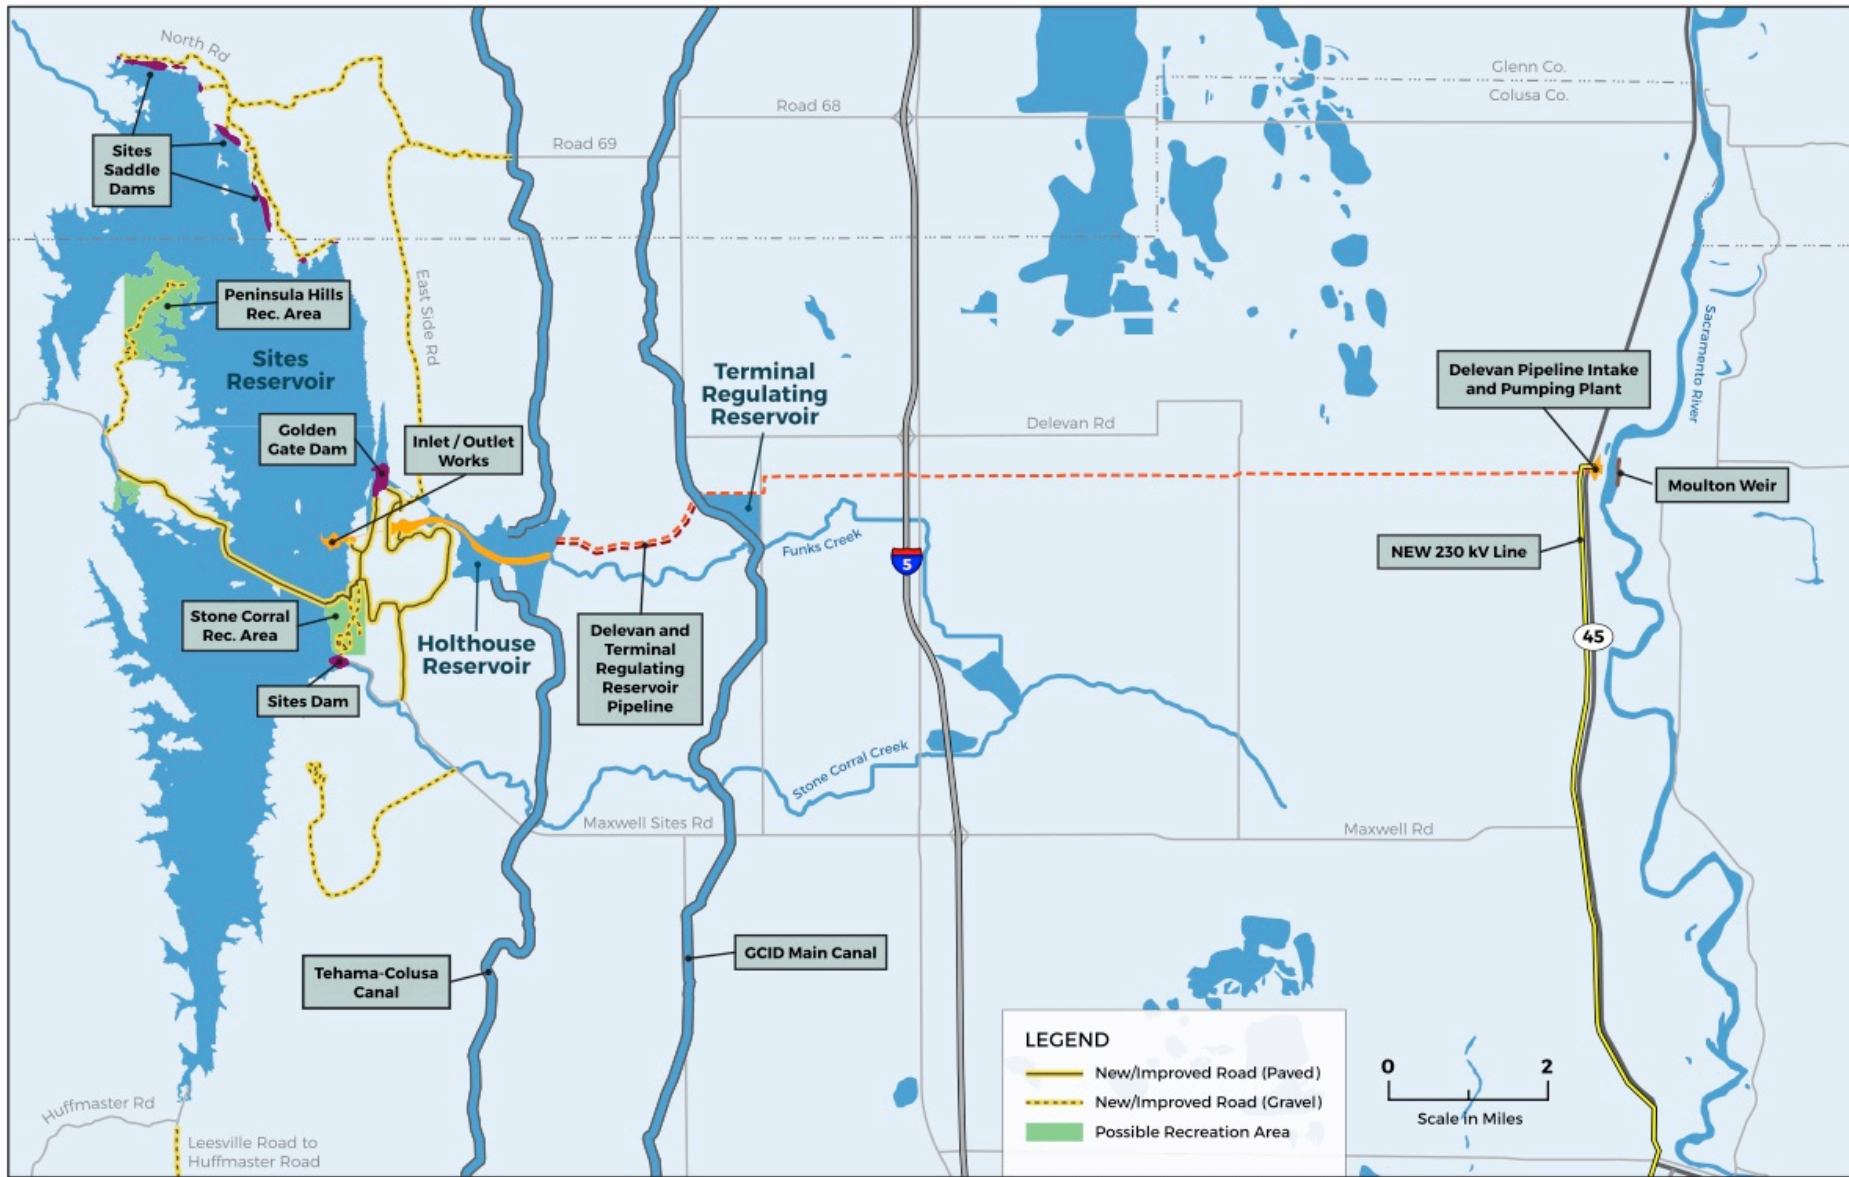 North Rd
Glenn Co.
Colusa Co.
Road 68
Road 69
Sites
Saddle
Dams
East Side Rd
Peninsula Hills
Rec. Area
Sites
Reservoir
Sacramento River
Terminal
Regulating
Reservoir
Delevan Pipeline Intake
and Pumping Plant
Delevan Rd
Golden
Gate Dam
Inlet / Outlet
Works
Moulton Weir
Funks Creek
NEW 230 kV Line
5
Stone Corral
Rec. Area
Holthouse
Reservoir
Delevan and
Terminal
Regulating
Reservoir
Pipeline
45
Sites Dam
Stone Corral Creek
Maxwell Sites Rd
Maxwell Rd
Tehama-Colusa
Canal
GCID Main Canal
LEGEND
New/Improved Road (Paved)
New/Improved Road (Gravel)
Possible Recreation Area
0 2
Scale in Miles
Huffmaster Rd
Leesville Road to
Huffmaster Road